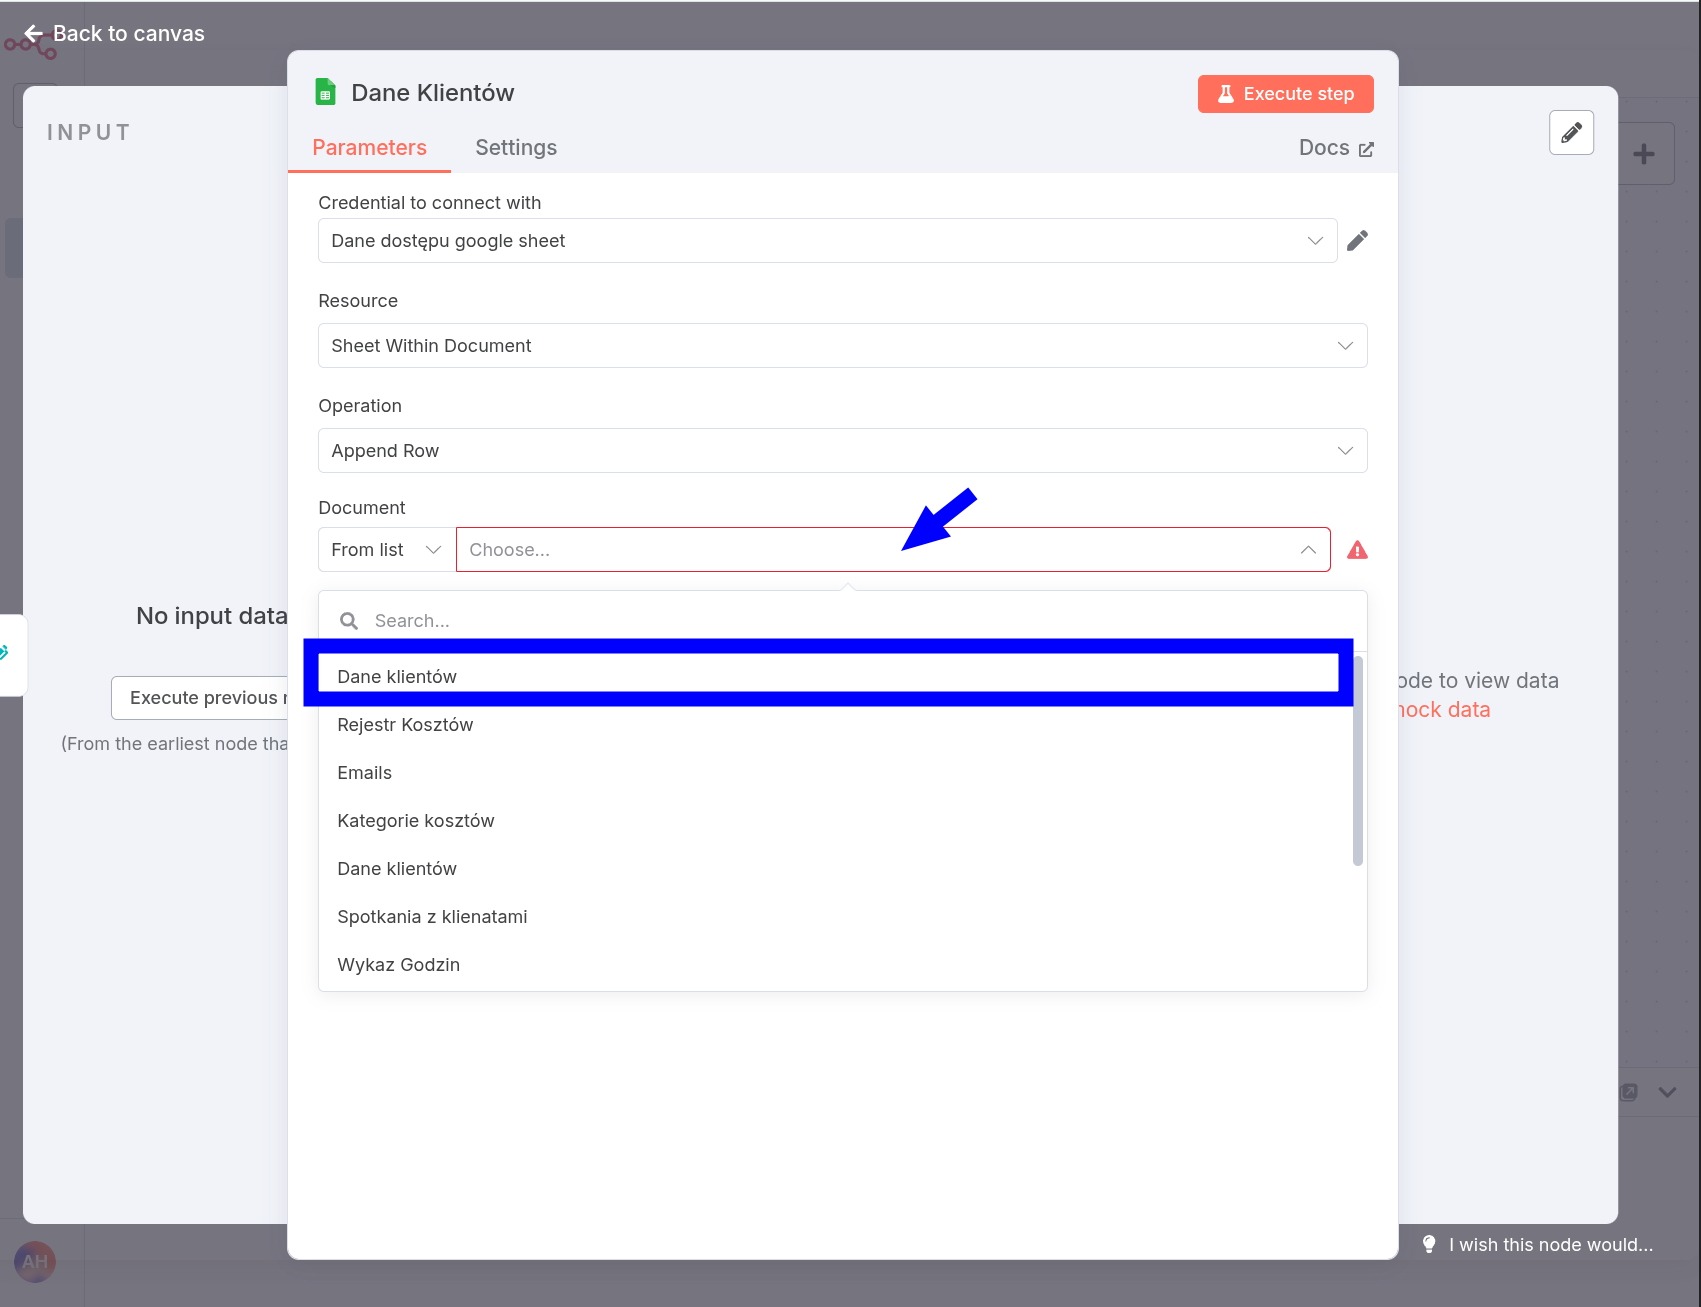 Back to canvas
Dane Klientów
Execute step
INPUT
Parameters
Settings
Docs
Credential to connect with
Dane dostępu google sheet
Resource
Sheet Within Document
Operation
Append Row
Document
From list
Choose...
Search...
No input data
Dane klientów
Execute previous
Rejestr Kosztów
(From the earliest node
Emails
Kategorie kosztów
Dane klientów
Spotkania z klienatami
Wykaz Godzin
to view data
data
I wish this node would...
AH